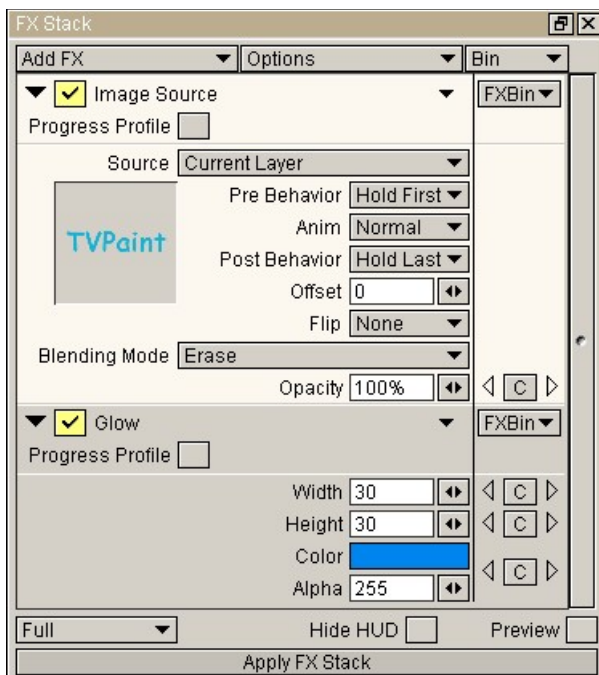 FX Stack
Add FX Options Bin
Image Source FXBin
Progress Profile
Source Current Layer
TVPaint
Pre Behavior Hold First
Anim Normal
Post Behavior Hold Last
Offset 0
Flip None
Blending Mode Erase
Opacity 100% C
Glow FXBin
Progress Profile
Width 30 C
Height 30 C
Color
C
Alpha 255
Full Hide HUD Preview
Apply FX Stack